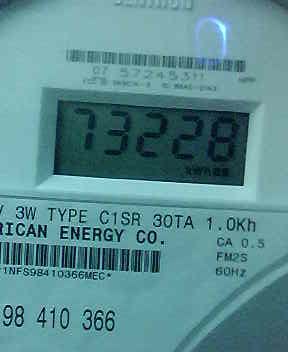 07 57245311
73228
kWh
V 3W TYPE C1SR 30TA 1.0Kh
RICAN ENERGY CO.
CA 0.5
FM2S
60Hz
*1NFS98410366MEC*
98 410 366